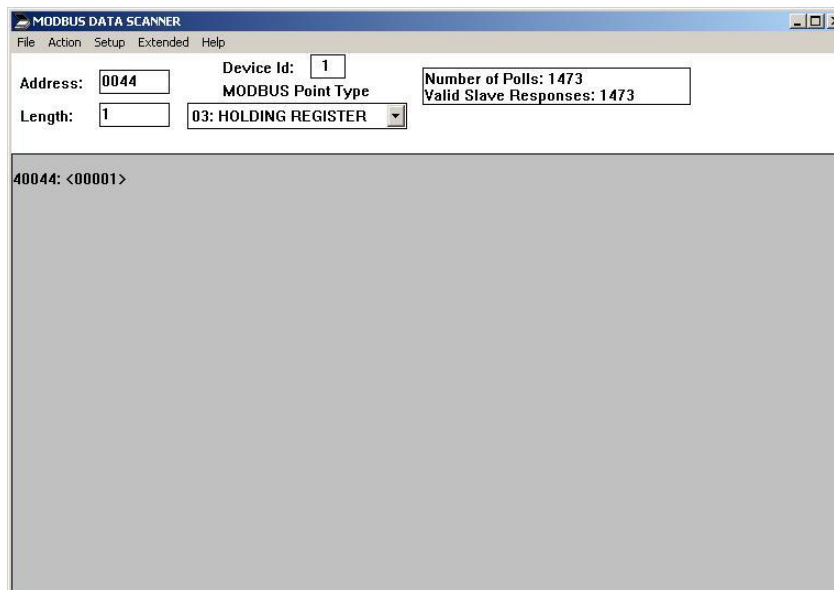 MODBUS DATA SCANNER
File Action Setup Extended Help
Address: 0044
Device Id: 1
MODBUS Point Type
Length: 1
03: HOLDING REGISTER
Number of Polls: 1473
Valid Slave Responses: 1473
40044: <00001>